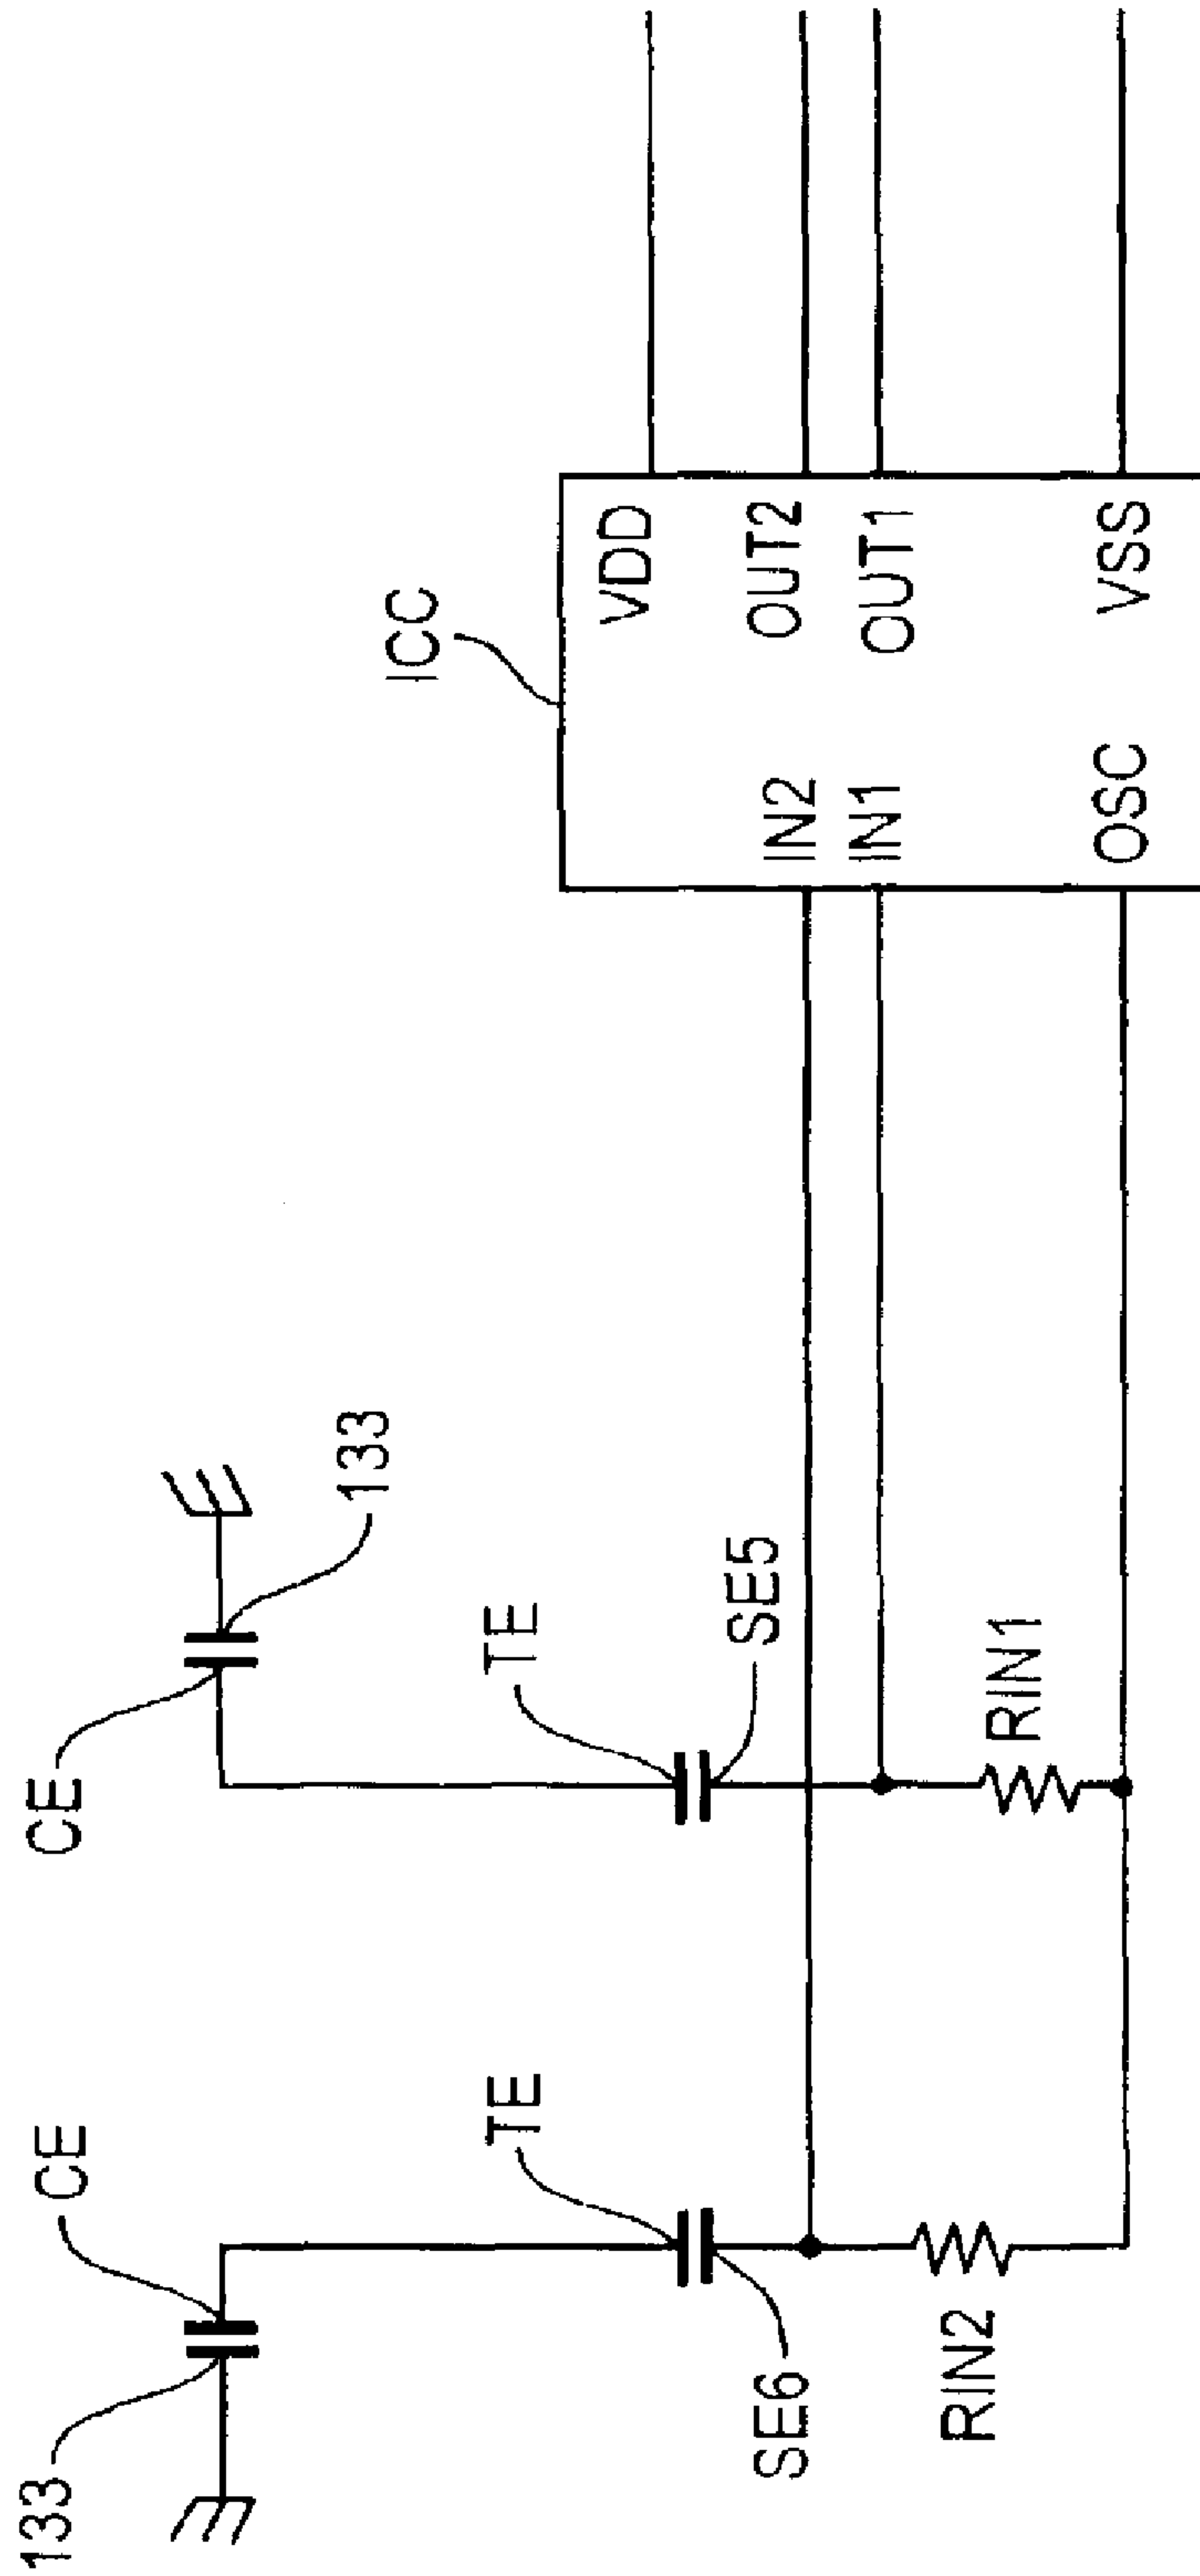 133
CE
CE
133
ICC
TE
TE
SE6
SE5
VDD
IN2
OUT2
IN1
OUT1
RIN2
RIN1
OSC
VSS